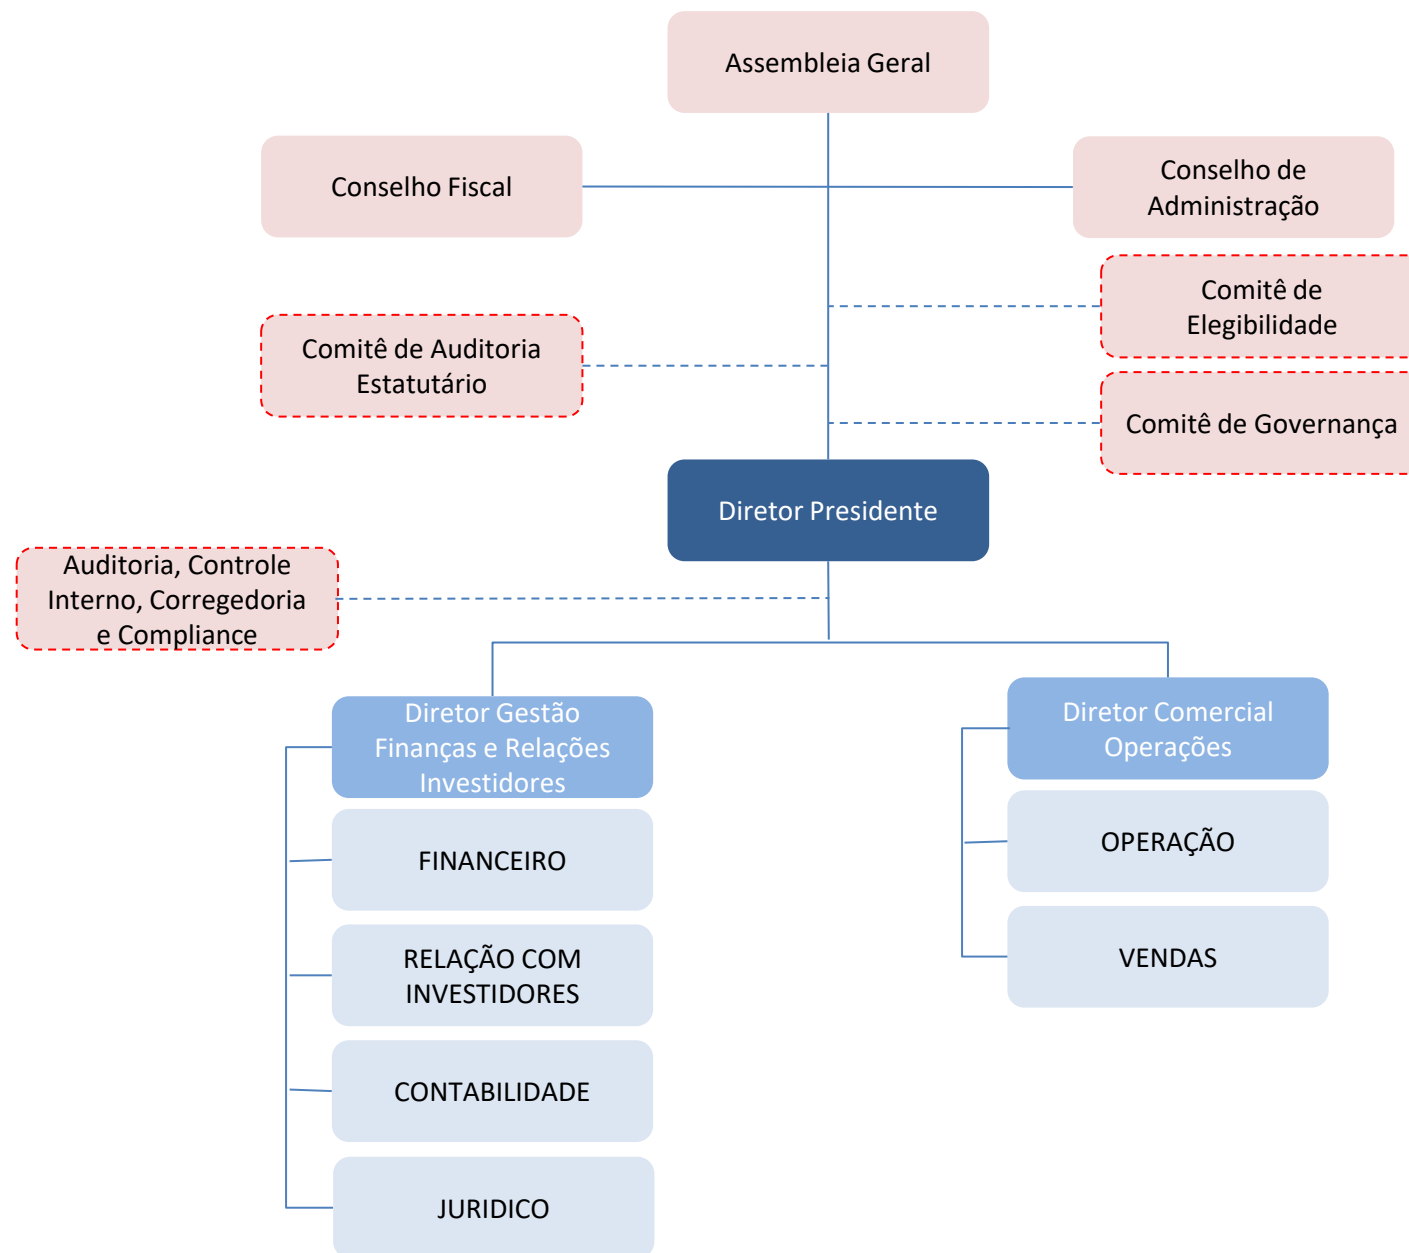 Assembleia Geral
Conselho Fiscal
Conselho de
Administração
Comitê de
Elegibilidade
Comitê de Auditoria
Estatutário
Comitê de Governança
Diretor Presidente
Auditoria, Controle
Interno, Corregedoria
e Compliance
Diretor Gestão
Finanças e Relações
Investidores
FINANCEIRO
RELAÇÃO COM
INVESTIDORES
CONTABILIDADE
JURIDICO
Diretor Comercial
Operações
OPERAÇÃO
VENDAS